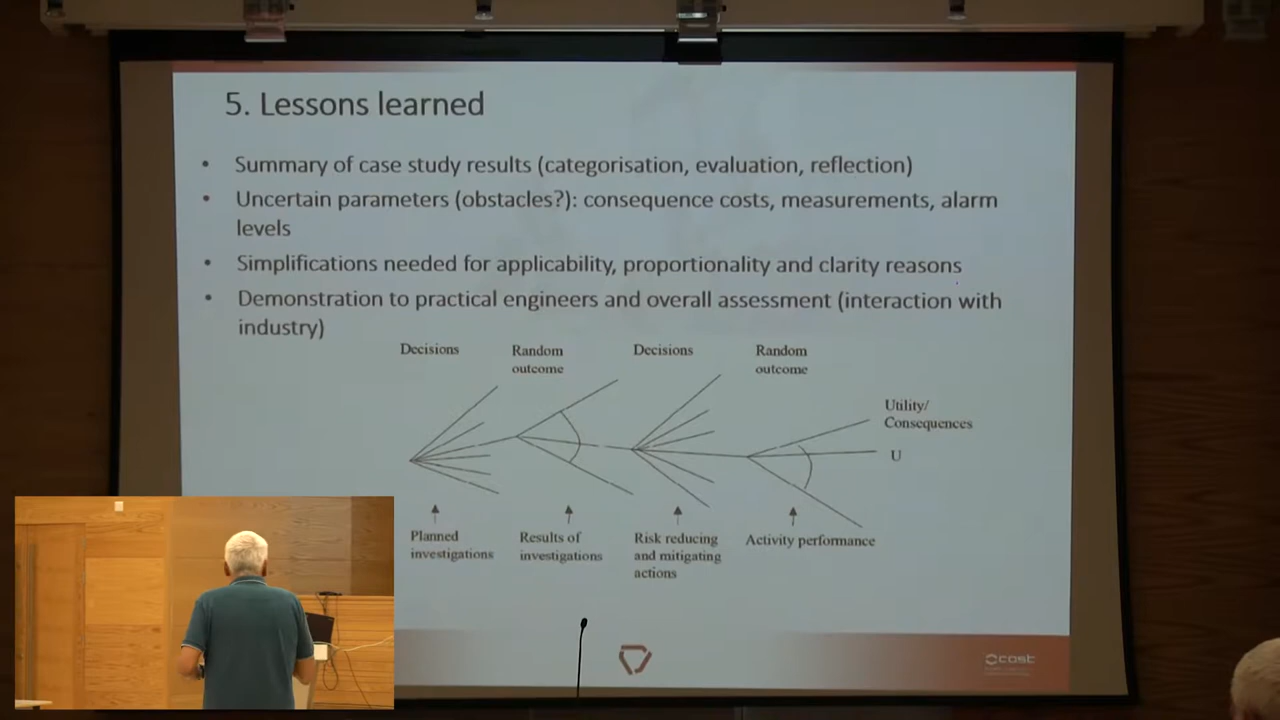 5. Lessons learned
• Summary of case study results (categorisation, evaluation, reflection)
• Uncertain parameters (obstacles?): consequence costs, measurements, alarm
levels
• Simplifications needed for applicability, proportionality and clarity reasons
• Demonstration to practical engineers and overall assessment (interaction with
industry)
Decisions
Random
outcome
Decisions
Random
outcome
Utility/
Consequences
U
Planned
investigations
Results of
investigations
Risk reducing
and mitigating
actions
Activity performance
cost